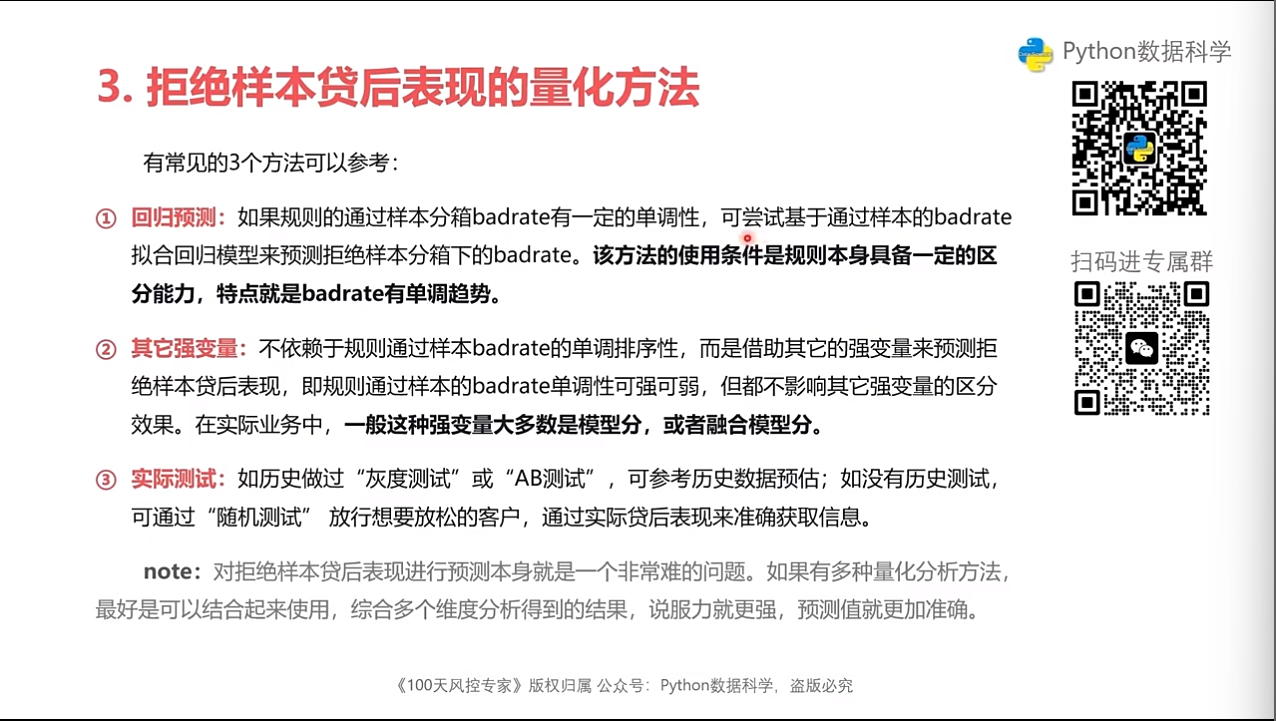 Python数据科学
3. 拒绝样本贷后表现的量化方法
有常见的3个方法可以参考：
① 回归预测：如果规则的通过样本分箱badrate有一定的单调性，可尝试基于通过样本的badrate
拟合回归模型来预测拒绝样本分箱下的badrate。该方法的使用条件是规则本身具备一定的区
分能力，特点就是badrate有单调趋势。
扫码进专属群
② 其它强变量：不依赖于规则通过样本badrate的单调排序性，而是借助其它的强变量来预测拒
绝样本贷后表现，即规则通过样本的badrate单调性可强可弱，但都不影响其它强变量的区分
效果。在实际业务中，一般这种强变量大多数是模型分，或者融合模型分。
③ 实际测试：如历史做过“灰度测试”或“AB测试”，可参考历史数据预估；如没有历史测试，
可通过“随机测试” 放行想要放松的客户，通过实际贷后表现来准确获取信息。
note：对拒绝样本贷后表现进行预测本身就是一个非常难的问题。如果有多种量化分析方法，
最好是可以结合起来使用，综合多个维度分析得到的结果，说服力就更强，预测值就更加准确。
《100天风控专家》版权归属 公众号：Python数据科学，盗版必究